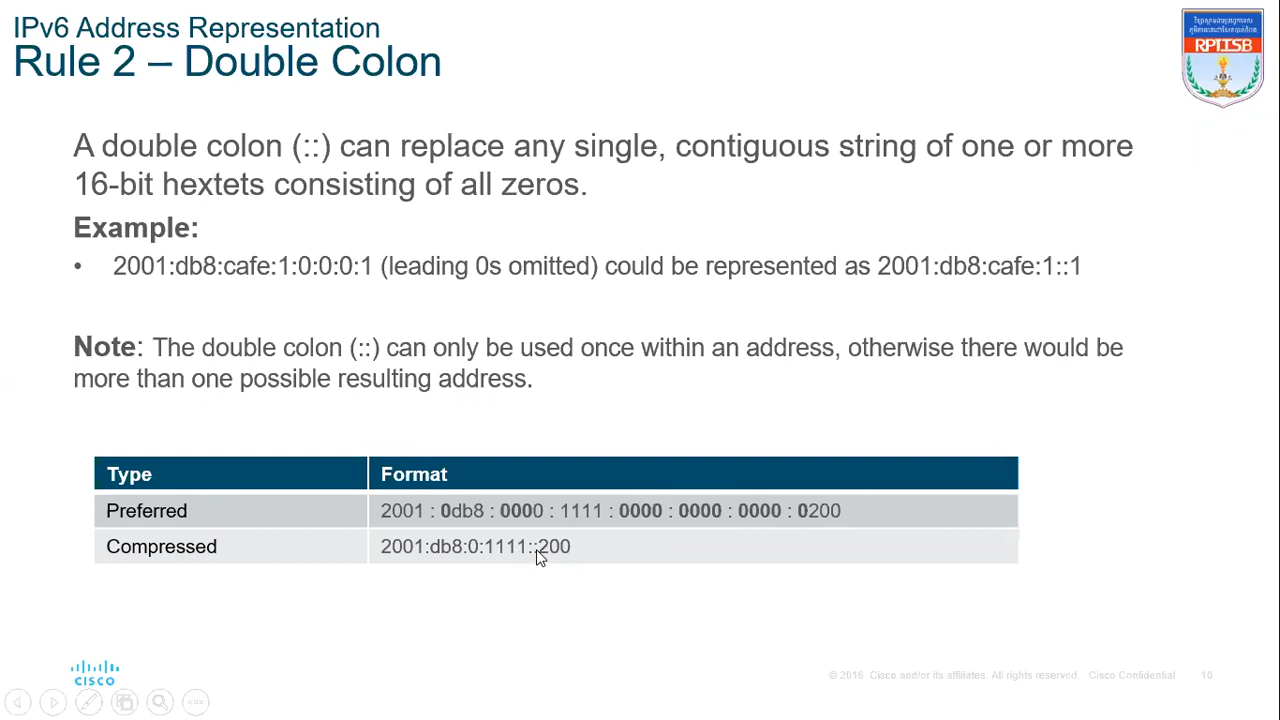 IPv6 Address Representation
Rule 2 – Double Colon
RPITSB
A double colon (::) can replace any single, contiguous string of one or more
16-bit hextets consisting of all zeros.
Example:
• 2001:db8:cafe:1:0:0:0:1 (leading 0s omitted) could be represented as 2001:db8:cafe:1::1
Note: The double colon (::) can only be used once within an address, otherwise there would be
more than one possible resulting address.
Type Format
Preferred 2001 : 0db8 : 0000 : 1111 : 0000 : 0000 : 0000 : 0200
Compressed 2001:db8:0:1111::200
CISCO
© 2016 Cisco and/or its affiliates. All rights reserved. Cisco Confidential 10